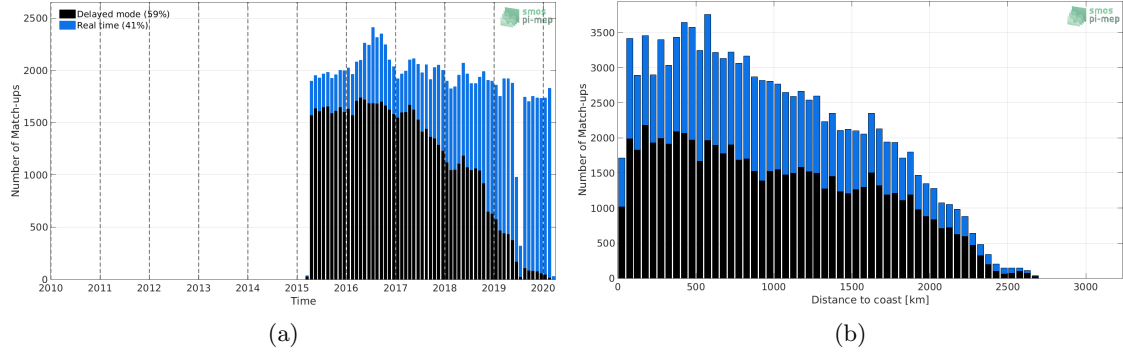 Delayed mode (59%)
Real time (41%)
smos
pi-mep
Number of Match-ups
2500
2000
1500
1000
500
0
2010 2011 2012 2013 2014 2015 2016 2017 2018 2019 2020
Time
(a)
smos
pi-mep
Number of Match-ups
3500
3000
2500
2000
1500
1000
500
0
0 500 1000 1500 2000 2500 3000
Distance to coast [km]
(b)